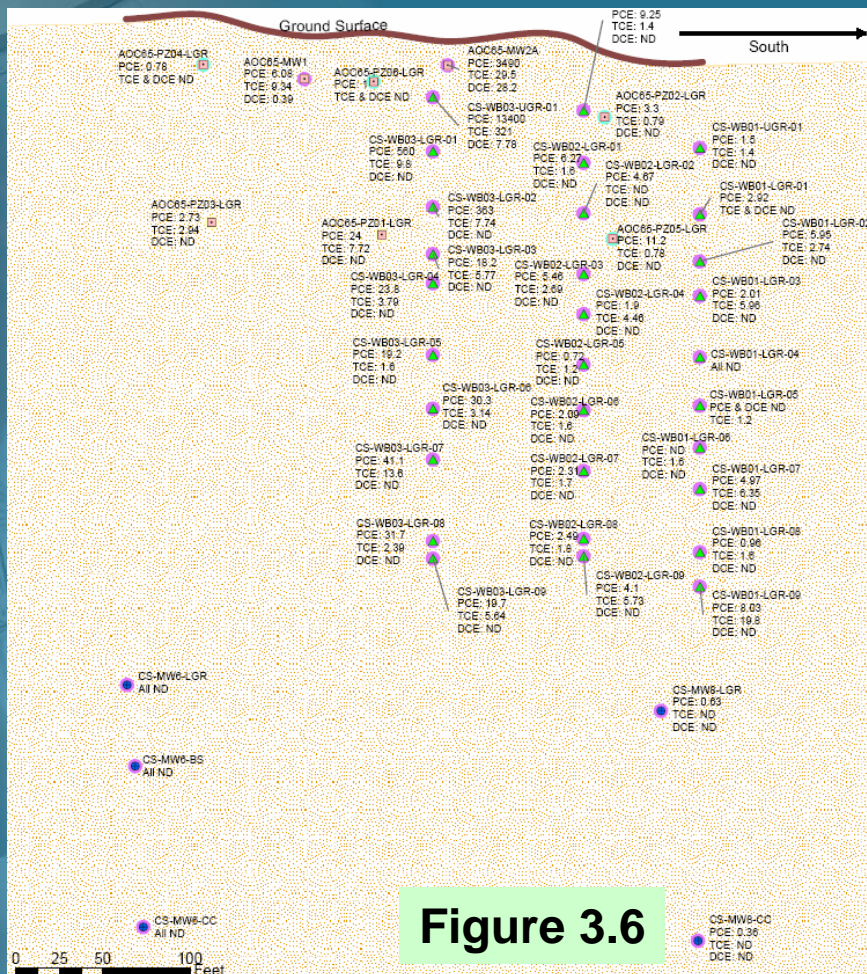 Ground Surface
PCE: 9.25
TCE: 1.4
DCE: ND
South
AOC65-PZ04-LGR
PCE: 0.78
TCE & DCE ND
AOC65-MW1
PCE: 6.08
TCE: 9.34
DCE: 0.39
AOC65-PZ06-LGR
PCE: 1
TCE & DCE ND
AOC65-MW2A
PCE: 3490
TCE: 29.5
DCE: 28.2
CS-WB03-UGR-01
PCE: 13400
TCE: 321
DCE: 7.78
AOC65-PZ02-LGR
PCE: 3.3
TCE: 0.79
DCE: ND
CS-WB03-LGR-01
PCE: 560
TCE: 9.8
DCE: ND
CS-WB02-LGR-01
PCE: 6.27
TCE: 1.6
DCE: ND
CS-WB02-LGR-02
PCE: 4.67
TCE: ND
DCE: ND
CS-WB01-UGR-01
PCE: 1.5
TCE: 1.4
DCE: ND
CS-WB01-LGR-01
PCE: 2.92
TCE & DCE ND
AOC65-PZ03-LGR
PCE: 2.73
TCE: 2.94
DCE: ND
AOC65-PZ01-LGR
PCE: 24
TCE: 7.72
DCE: ND
CS-WB03-LGR-02
PCE: 363
TCE: 7.74
DCE: ND
AOC65-PZ05-LGR
PCE: 11.2
TCE: 0.78
DCE: ND
CS-WB01-LGR-02
PCE: 5.95
TCE: 2.74
DCE: ND
CS-WB03-LGR-03
PCE: 18.2
TCE: 5.77
DCE: ND
CS-WB03-LGR-04
PCE: 23.8
TCE: 3.79
DCE: ND
CS-WB02-LGR-03
PCE: 5.46
TCE: 2.69
DCE: ND
CS-WB01-LGR-03
PCE: 2.01
TCE: 5.96
DCE: ND
CS-WB02-LGR-04
PCE: 1.9
TCE: 4.46
DCE: ND
CS-WB03-LGR-05
PCE: 19.2
TCE: 1.6
DCE: ND
CS-WB02-LGR-05
PCE: 0.72
TCE: 1.2
DCE: ND
CS-WB01-LGR-04
All ND
CS-WB03-LGR-06
PCE: 30.3
TCE: 3.14
DCE: ND
CS-WB02-LGR-06
PCE: 2.09
TCE: 1.6
DCE: ND
CS-WB01-LGR-05
PCE & DCE ND
TCE: 1.2
CS-WB01-LGR-06
PCE: ND
TCE: 1.6
DCE: ND
CS-WB03-LGR-07
PCE: 41.1
TCE: 13.6
DCE: ND
CS-WB02-LGR-07
PCE: 2.31
TCE: 1.7
DCE: ND
CS-WB01-LGR-07
PCE: 4.97
TCE: 6.35
DCE: ND
CS-WB03-LGR-08
PCE: 31.7
TCE: 2.39
DCE: ND
CS-WB02-LGR-08
PCE: 2.49
TCE: 1.8
DCE: ND
CS-WB01-LGR-08
PCE: 0.96
TCE: 1.6
DCE: ND
CS-WB03-LGR-09
PCE: 19.7
TCE: 5.64
DCE: ND
CS-WB02-LGR-09
PCE: 4.1
TCE: 5.73
DCE: ND
CS-WB01-LGR-09
PCE: 8.03
TCE: 19.8
DCE: ND
CS-MW6-LGR
All ND
CS-MW8-LGR
PCE: 0.63
TCE: ND
DCE: ND
CS-MW6-BS
All ND
CS-MW6-CC
All ND
Figure 3.6
CS-MW8-CC
PCE: 0.36
TCE: ND
DCE: ND
0 25 50 100
Feet